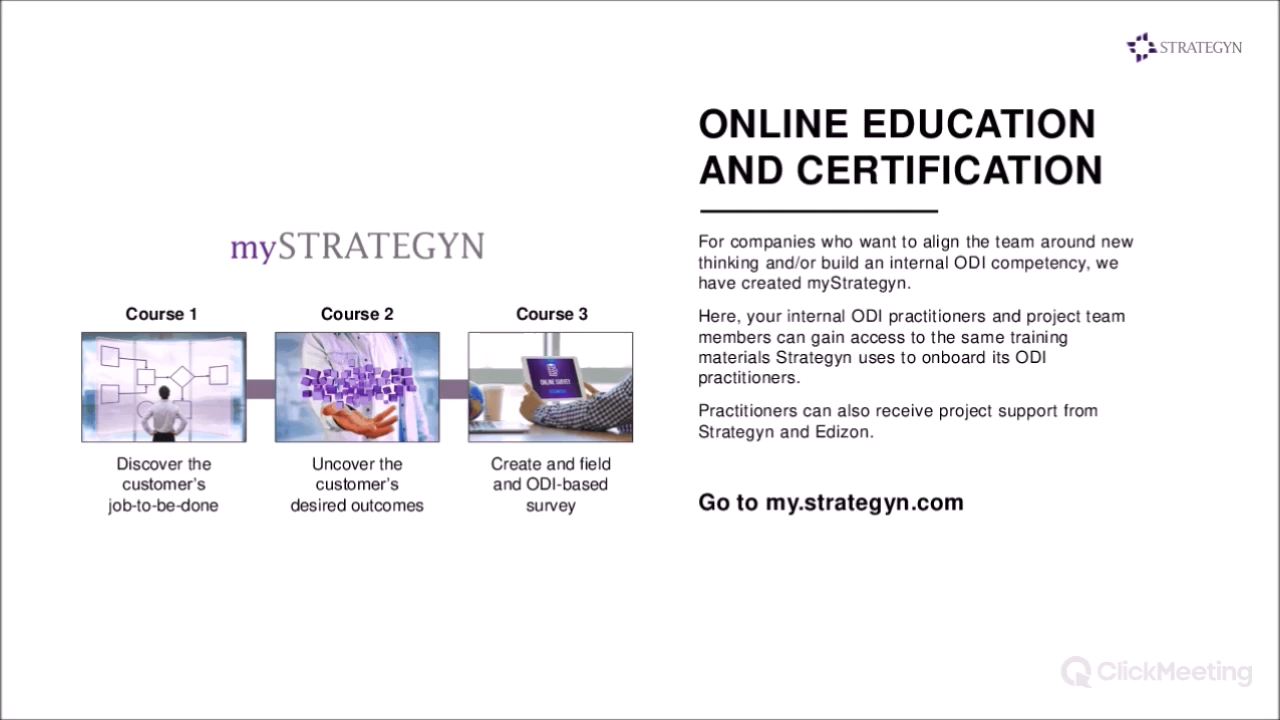 STRATEGYN
ONLINE EDUCATION
AND CERTIFICATION
mySTRATEGYN
Course 1
Course 2
Course 3
ONLINE SURVEY
Discover the
customer's
job-to-be-done
Uncover the
customer's
desired outcomes
Create and field
and ODI-based
survey
For companies who want to align the team around new
thinking and/or build an internal ODI competency, we
have created myStrategyn.
Here, your internal ODI practitioners and project team
members can gain access to the same training
materials Strategyn uses to onboard its ODI
practitioners.
Practitioners can also receive project support from
Strategyn and Edizon.
Go to my.strategyn.com
ClickMeeting